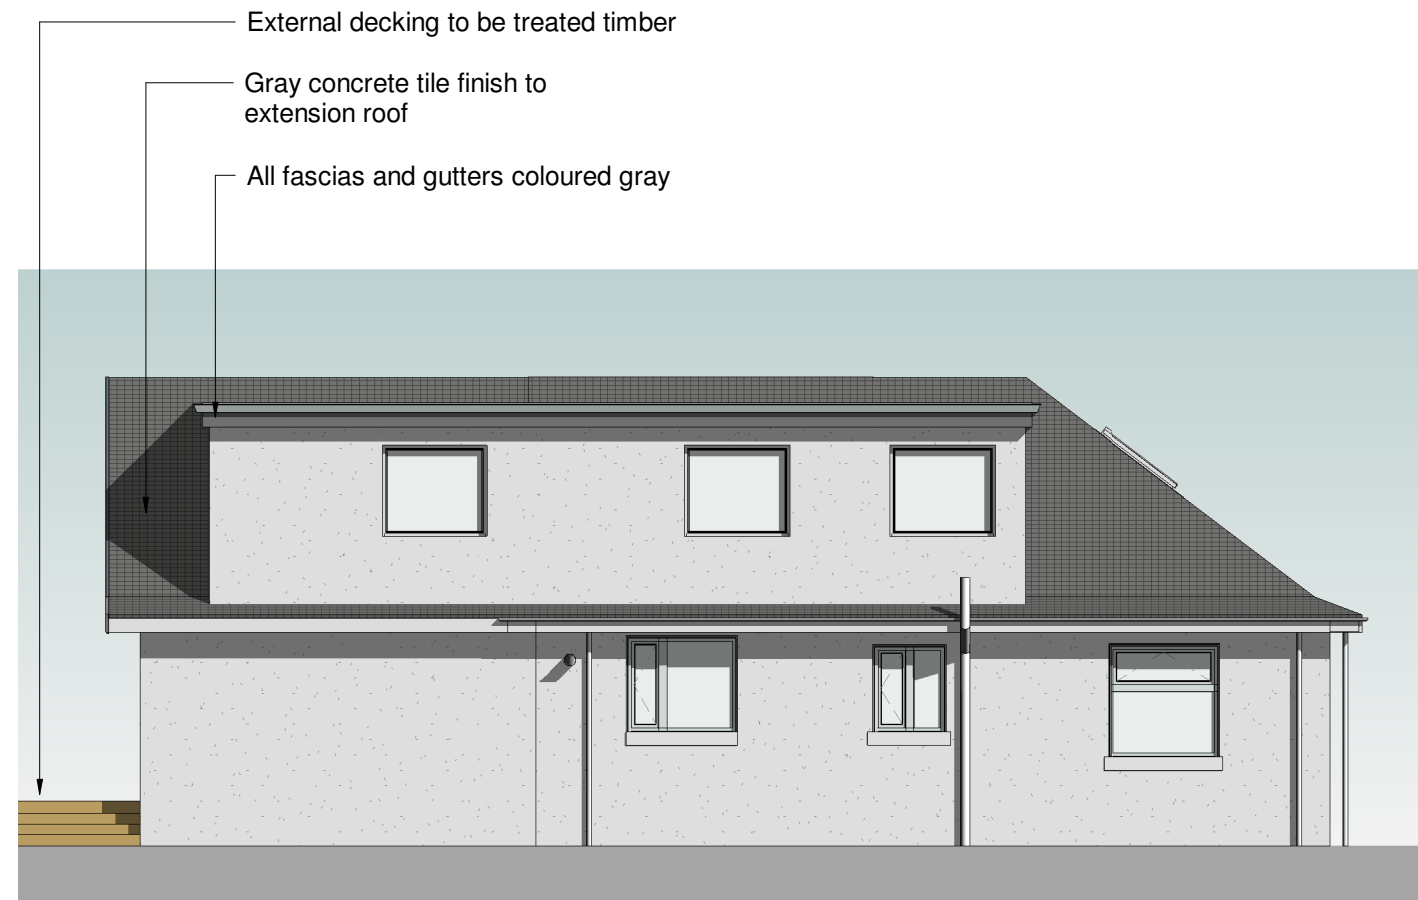 External decking to be treated timber
Gray concrete tile finish to
extension roof
All fascias and gutters coloured gray